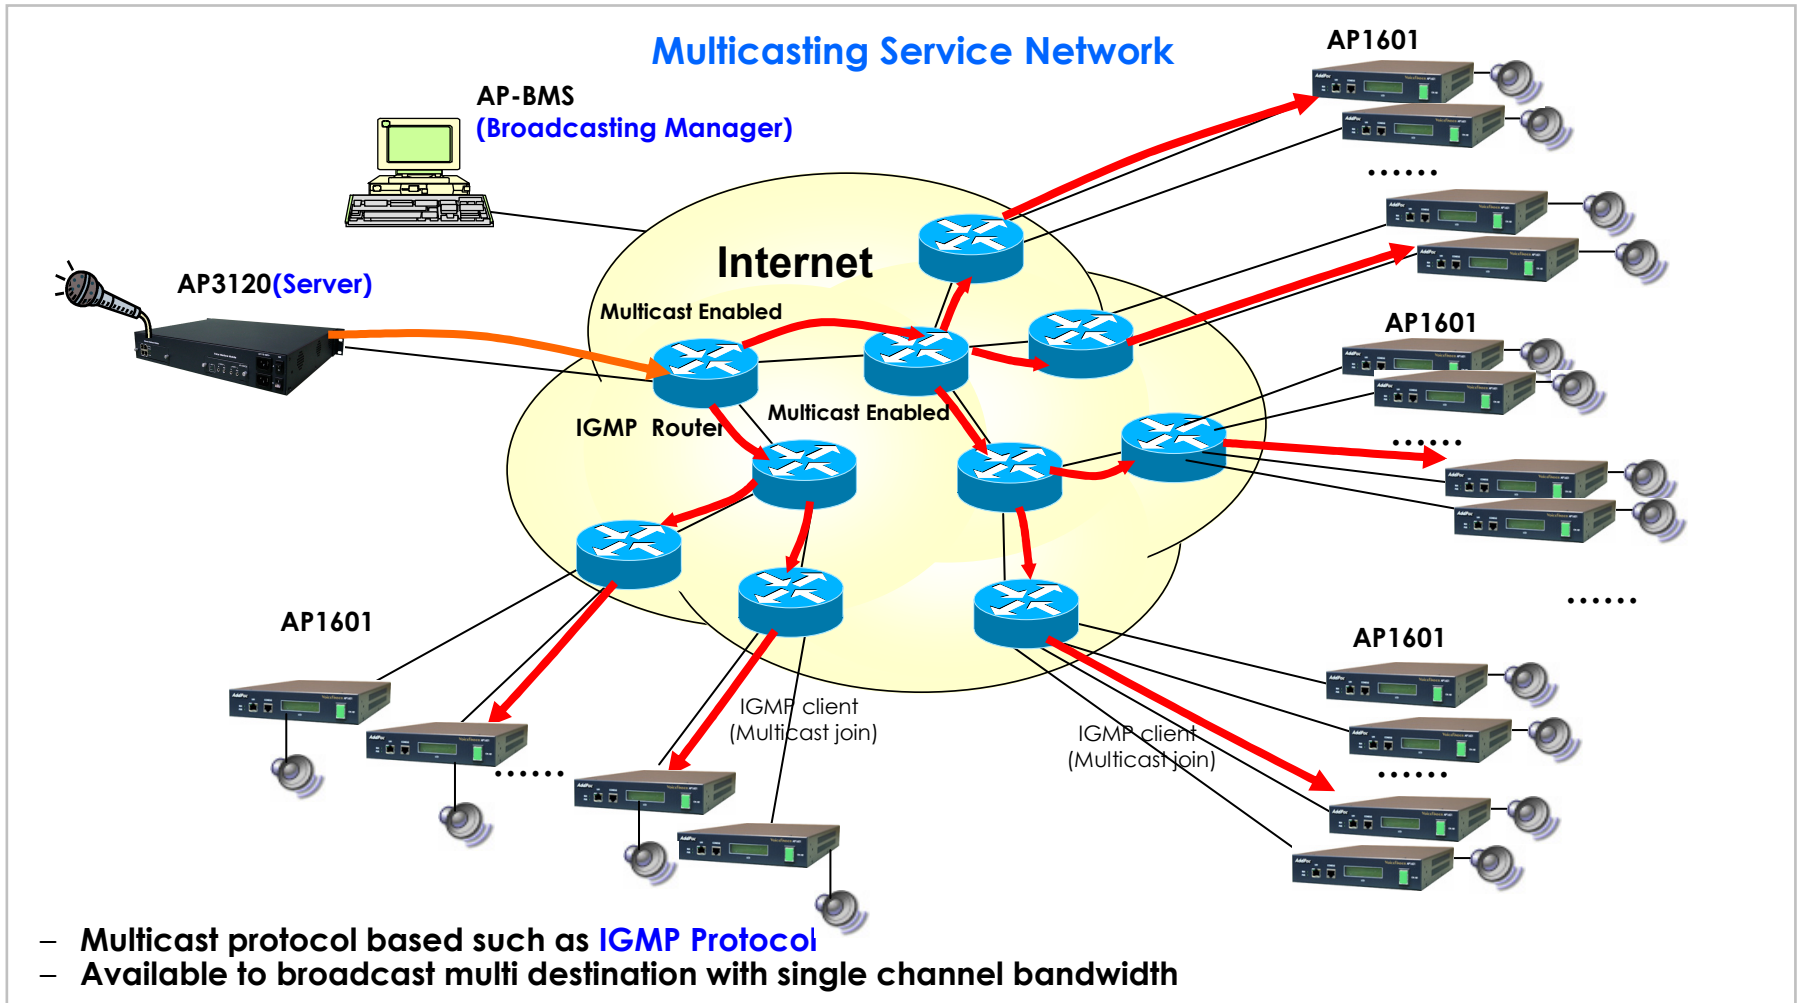 Multicasting Service Network
AP1601
AP-BMS
(Broadcasting Manager)
AP3120(Server)
Internet
Multicast Enabled
AP1601
IGMP Router
Multicast Enabled
AP1601
AP1601
IGMP client
(Multicast join)
IGMP client
(Multicast join)
– Multicast protocol based such as IGMP Protocol
– Available to broadcast multi destination with single channel bandwidth